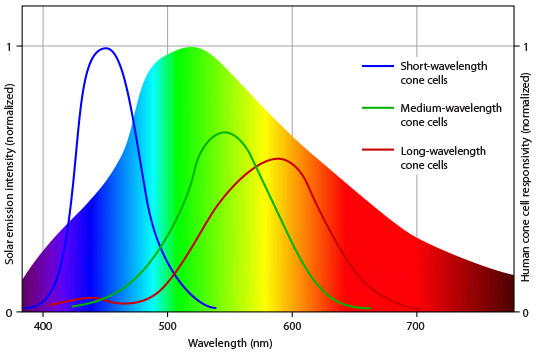 Solar emission intensity (normalized)
1
0
400
500
600
700
Wavelength (nm)
Short-wavelength
cone cells
Medium-wavelength
cone cells
Long-wavelength
cone cells
1
0
Human cone cell responsivity (normalized)